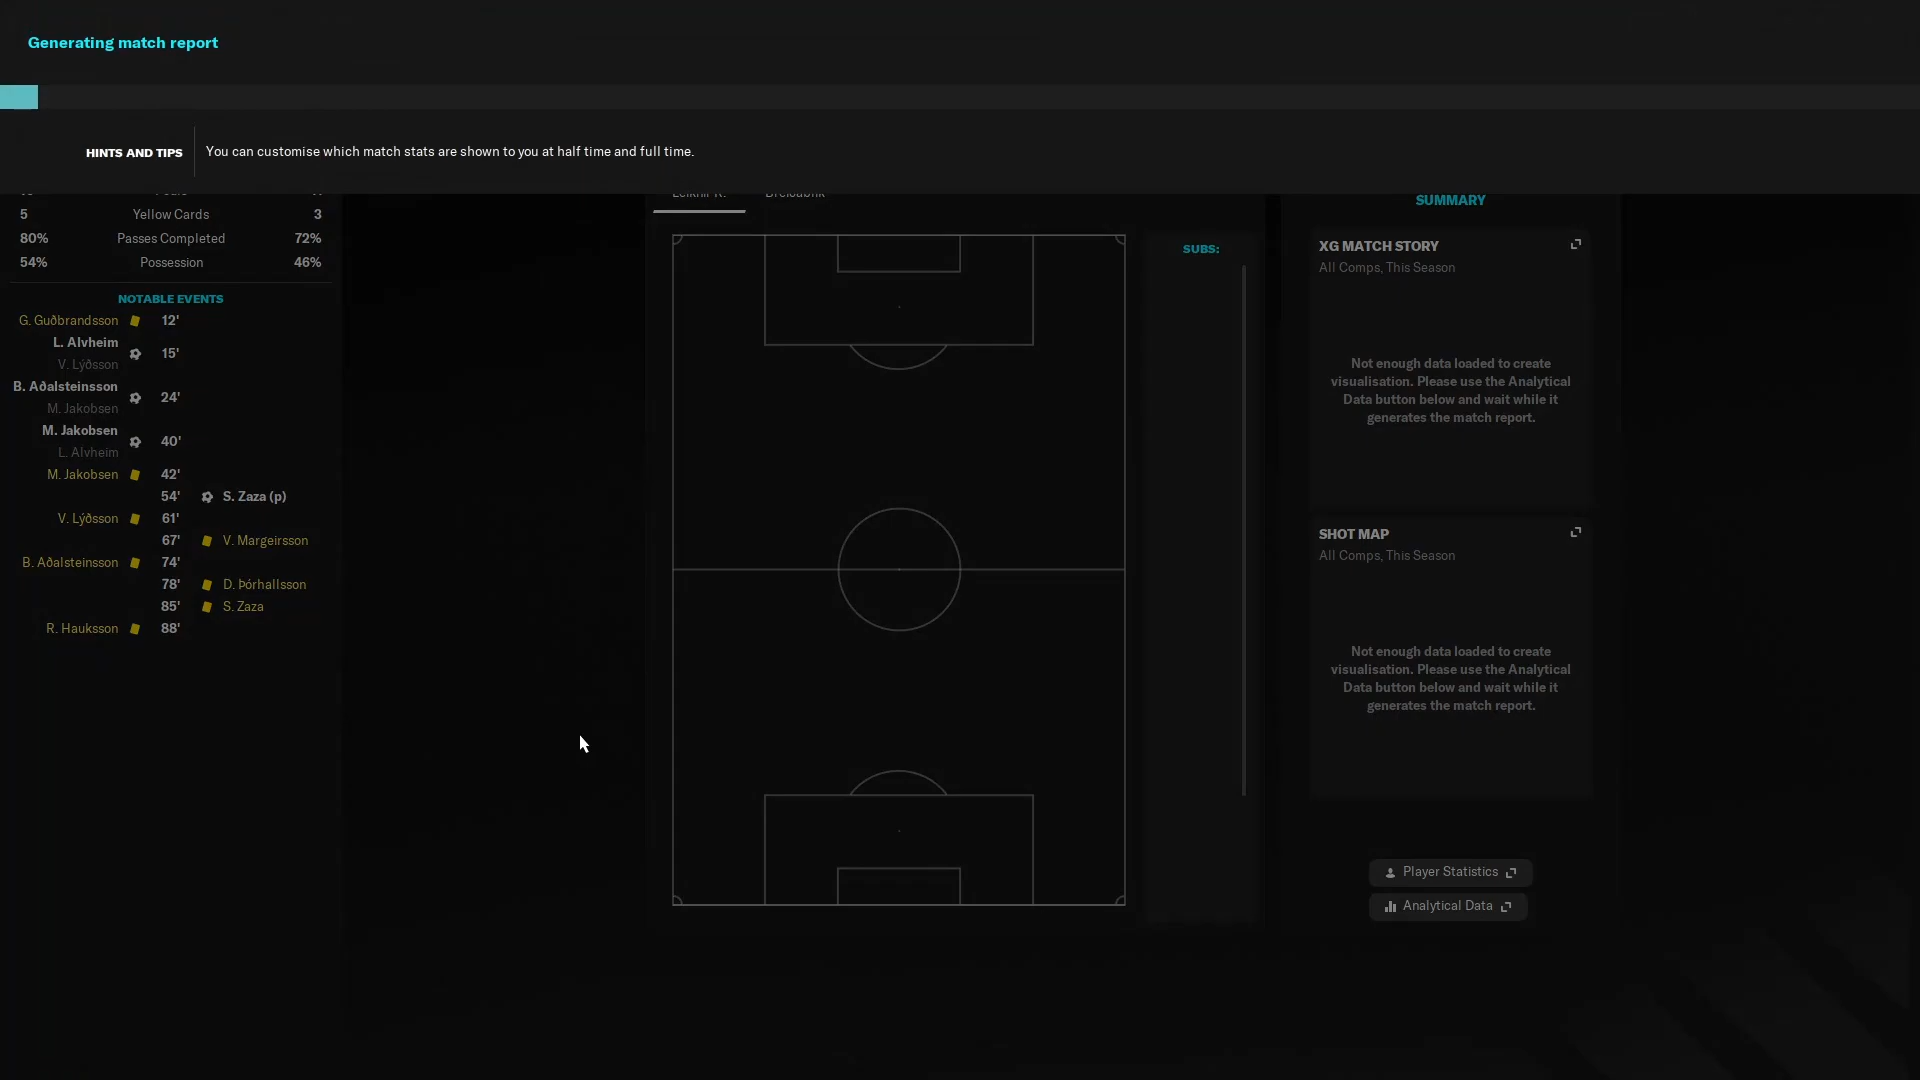 Generating match report
HINTS AND TIPS
You can customise which match stats are shown to you at half time and full time.
Leiknir R.
Breiðablik
5 Yellow Cards 3
80% Passes Completed 72%
54% Possession 46%
NOTABLE EVENTS
G. Guðbrandsson 12'
L. Alvheim
V. Lýðsson
15'
B. Aðalsteinsson
M. Jakobsen
24'
M. Jakobsen
L. Alvheim
40'
M. Jakobsen 42'
54' S. Zaza (p)
V. Lýðsson 61'
67' V. Margeirsson
B. Aðalsteinsson 74'
78' D. Þórhallsson
85' S. Zaza
R. Hauksson 88'
SUBS:
SUMMARY
XG MATCH STORY
All Comps, This Season
Not enough data loaded to create
visualisation. Please use the Analytical
Data button below and wait while it
generates the match report.
SHOT MAP
All Comps, This Season
Not enough data loaded to create
visualisation. Please use the Analytical
Data button below and wait while it
generates the match report.
Player Statistics
Analytical Data